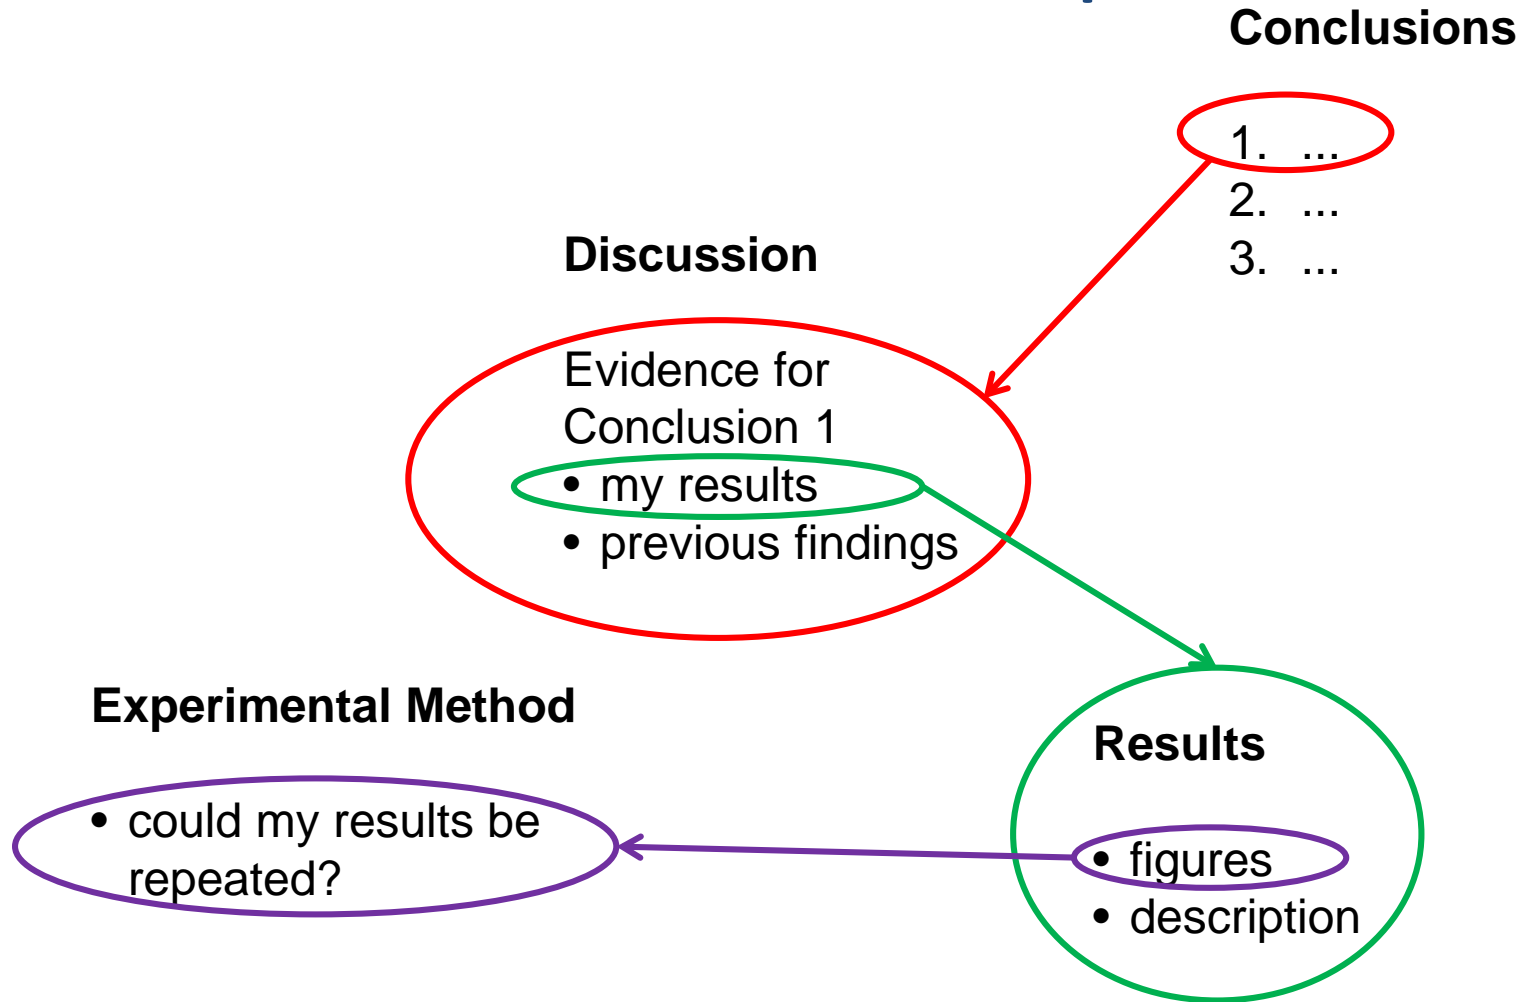 Conclusions
1. ...
2. ...
3. ...
Discussion
Evidence for
Conclusion 1
• my results
• previous findings
Experimental Method
• could my results be
repeated?
Results
• figures
• description